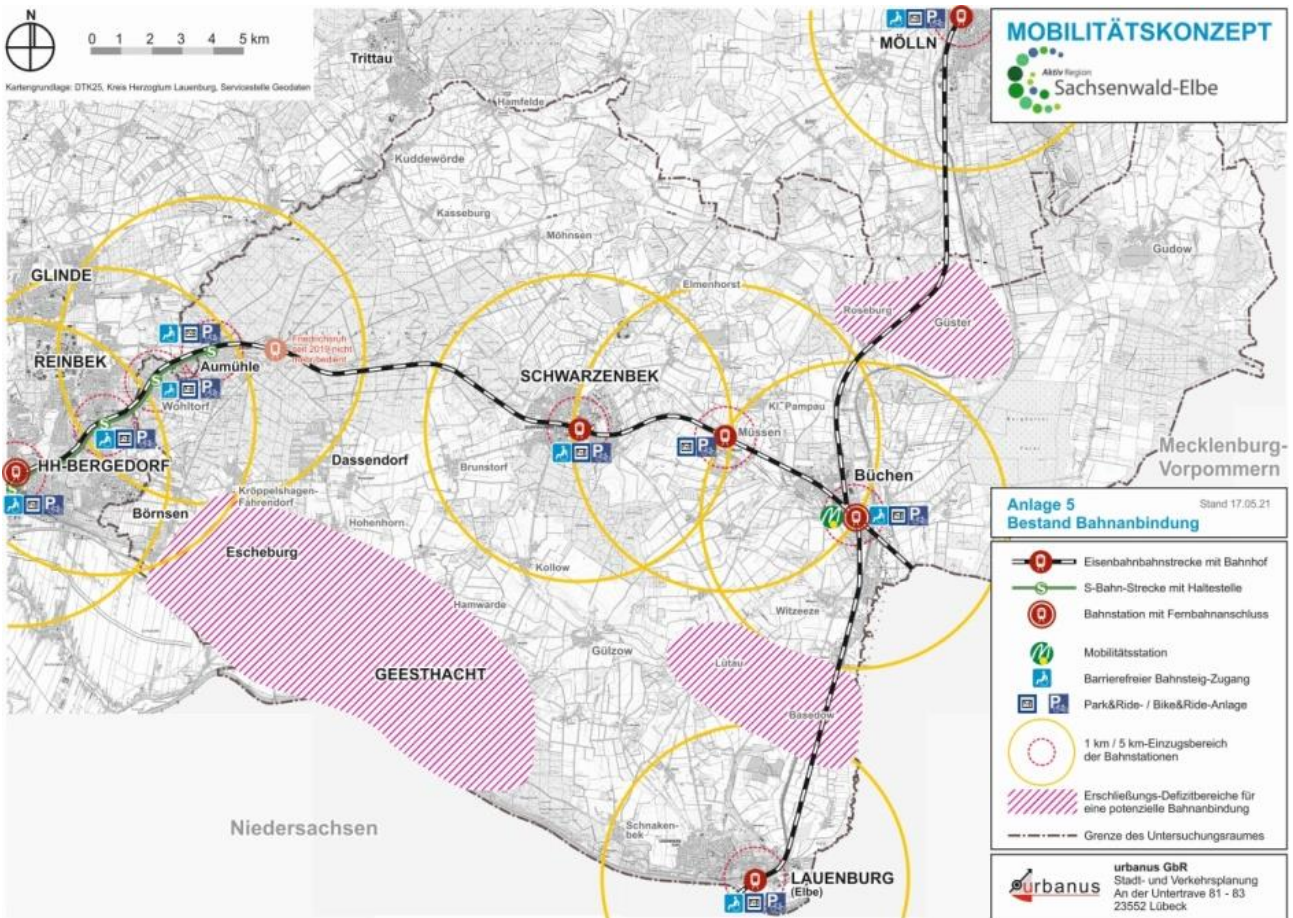 N
0 1 2 3 4 5 km
Kartengrundlage: DTK25, Kreis Herzogtum Lauenburg, Servicestelle Geodaten
MOBILITÄTSKONZEPT
Aktiv Region
Sachsenwald-Elbe
MÖLLN
Trittau
Hamfelde
Kuddewörde
Kasseburg
Möhnsen
Gudow
GLINDE
Elmenhorst
Roseburg
Güster
Friedrichsruh
seit 2019 nicht
mehr bedient
REINBEK
Aumühle
SCHWARZENBEK
Wohltorf
Kl. Pampau
Müssen
Mecklenburg-
Vorpommern
HH-BERGEDORF
Dassendorf
Brunstorf
Büchen
Kröppelshagen-
Fahrendorf
Börnsen
Hohenhorn
Escheburg
Kollow
Hamwarde
Witzeeze
Gülzow
Lütau
GEESTHACHT
Basedow
Niedersachsen
Schnaken-
bek
LAUENBURG
(Elbe)
Anlage 5
Stand 17.05.21
Bestand Bahnanbindung
Eisenbahnbahnstrecke mit Bahnhof
S
S-Bahn-Strecke mit Haltestelle
Bahnstation mit Fernbahnanschluss
Mobilitätsstation
Barrierefreier Bahnsteig-Zugang
Park&Ride- / Bike&Ride-Anlage
1 km / 5 km-Einzugsbereich
der Bahnstationen
Erschließungs-Defizitbereiche für
eine potenzielle Bahnanbindung
Grenze des Untersuchungsraumes
urbanus
urbanus GbR
Stadt- und Verkehrsplanung
An der Untertrave 81 - 83
23552 Lübeck